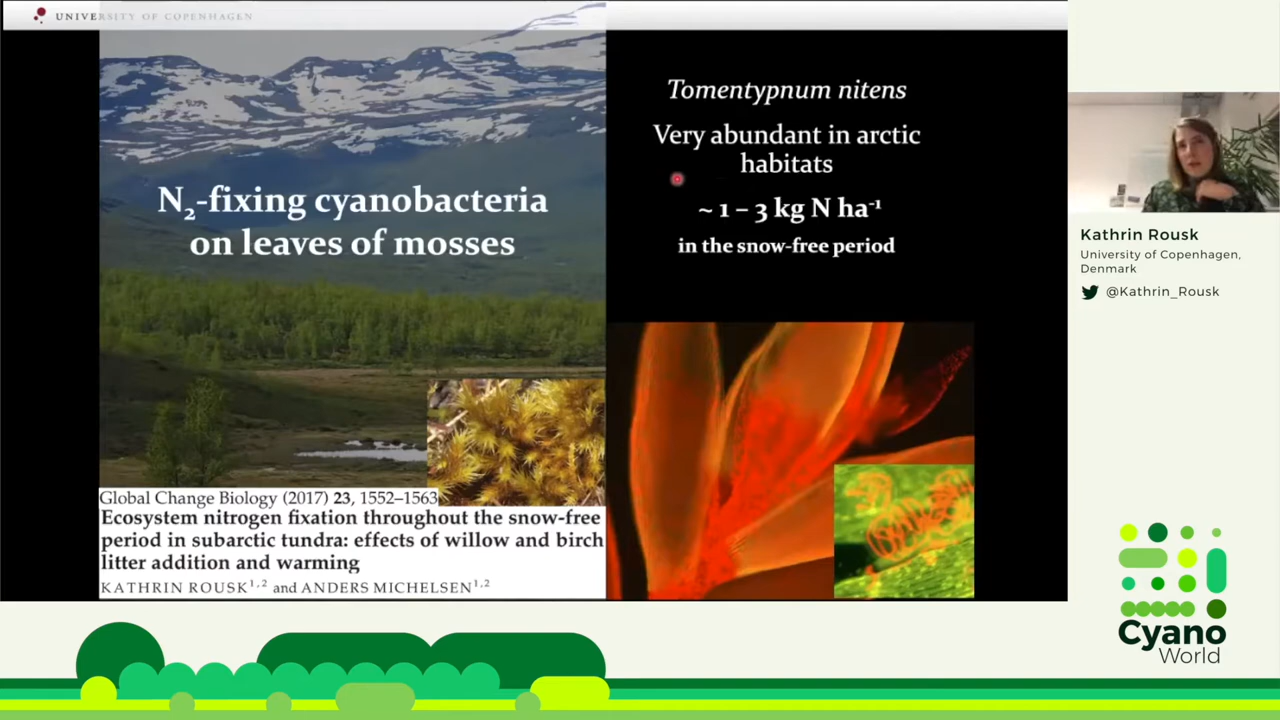 UNIVERSITY OF COPENHAGEN
N₂-fixing cyanobacteria
on leaves of mosses
Global Change Biology (2017) 23, 1552–1563
Ecosystem nitrogen fixation throughout the snow-free
period in subarctic tundra: effects of willow and birch
litter addition and warming
KATHRIN ROUSK¹,² and ANDERS MICHELSEN¹,²
Tomentypnum nitens
Very abundant in arctic
habitats
~ 1 – 3 kg N ha⁻¹
in the snow-free period
Kathrin Rousk
University of Copenhagen,
Denmark
@Kathrin_Rousk
Cyano
World